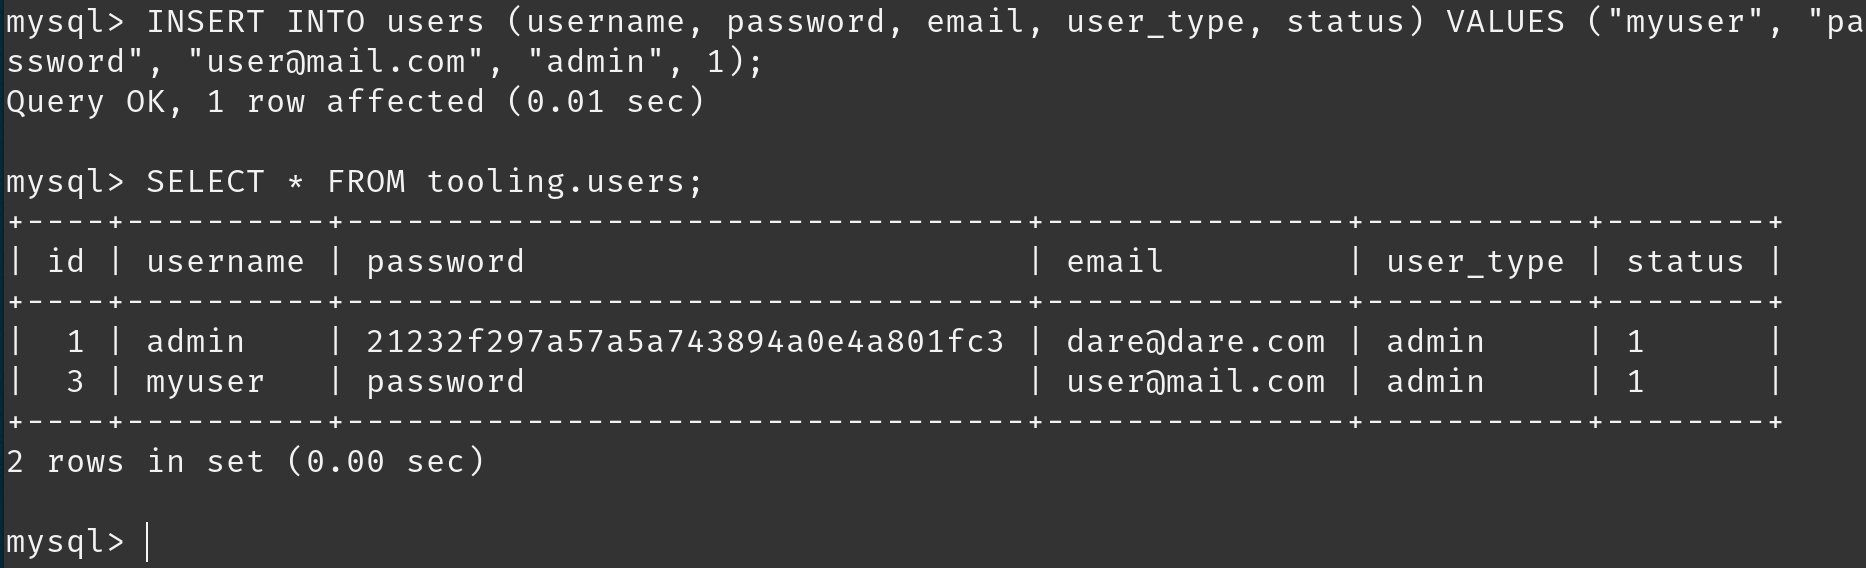 mysql> INSERT INTO users (username, password, email, user_type, status) VALUES ("myuser", "pa
ssword", "user@mail.com", "admin", 1);
Query OK, 1 row affected (0.01 sec)

mysql> SELECT * FROM tooling.users;
+----+----------+----------------------------------+---------------+-----------+--------+
| id | username | password                         | email         | user_type | status |
+----+----------+----------------------------------+---------------+-----------+--------+
|  1 | admin    | 21232f297a57a5a743894a0e4a801fc3 | dare@dare.com | admin     | 1      |
|  3 | myuser   | password                         | user@mail.com | admin     | 1      |
+----+----------+----------------------------------+---------------+-----------+--------+
2 rows in set (0.00 sec)

mysql>